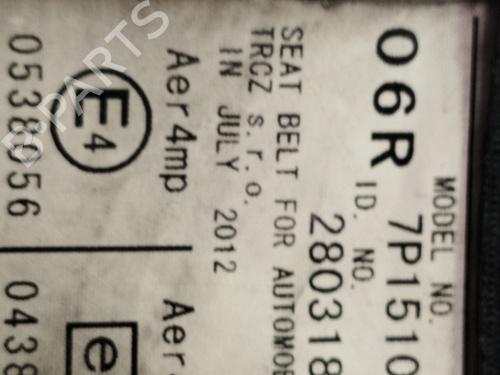 MODEL NO.
06R 7P1510
ID. NO.
280318
SEAT BELT FOR AUTOMOB
TRCZ s.r.o.
IN JULY 2012
Aer4mp
E4
0538056
Aer
e
0438
B-PARTS